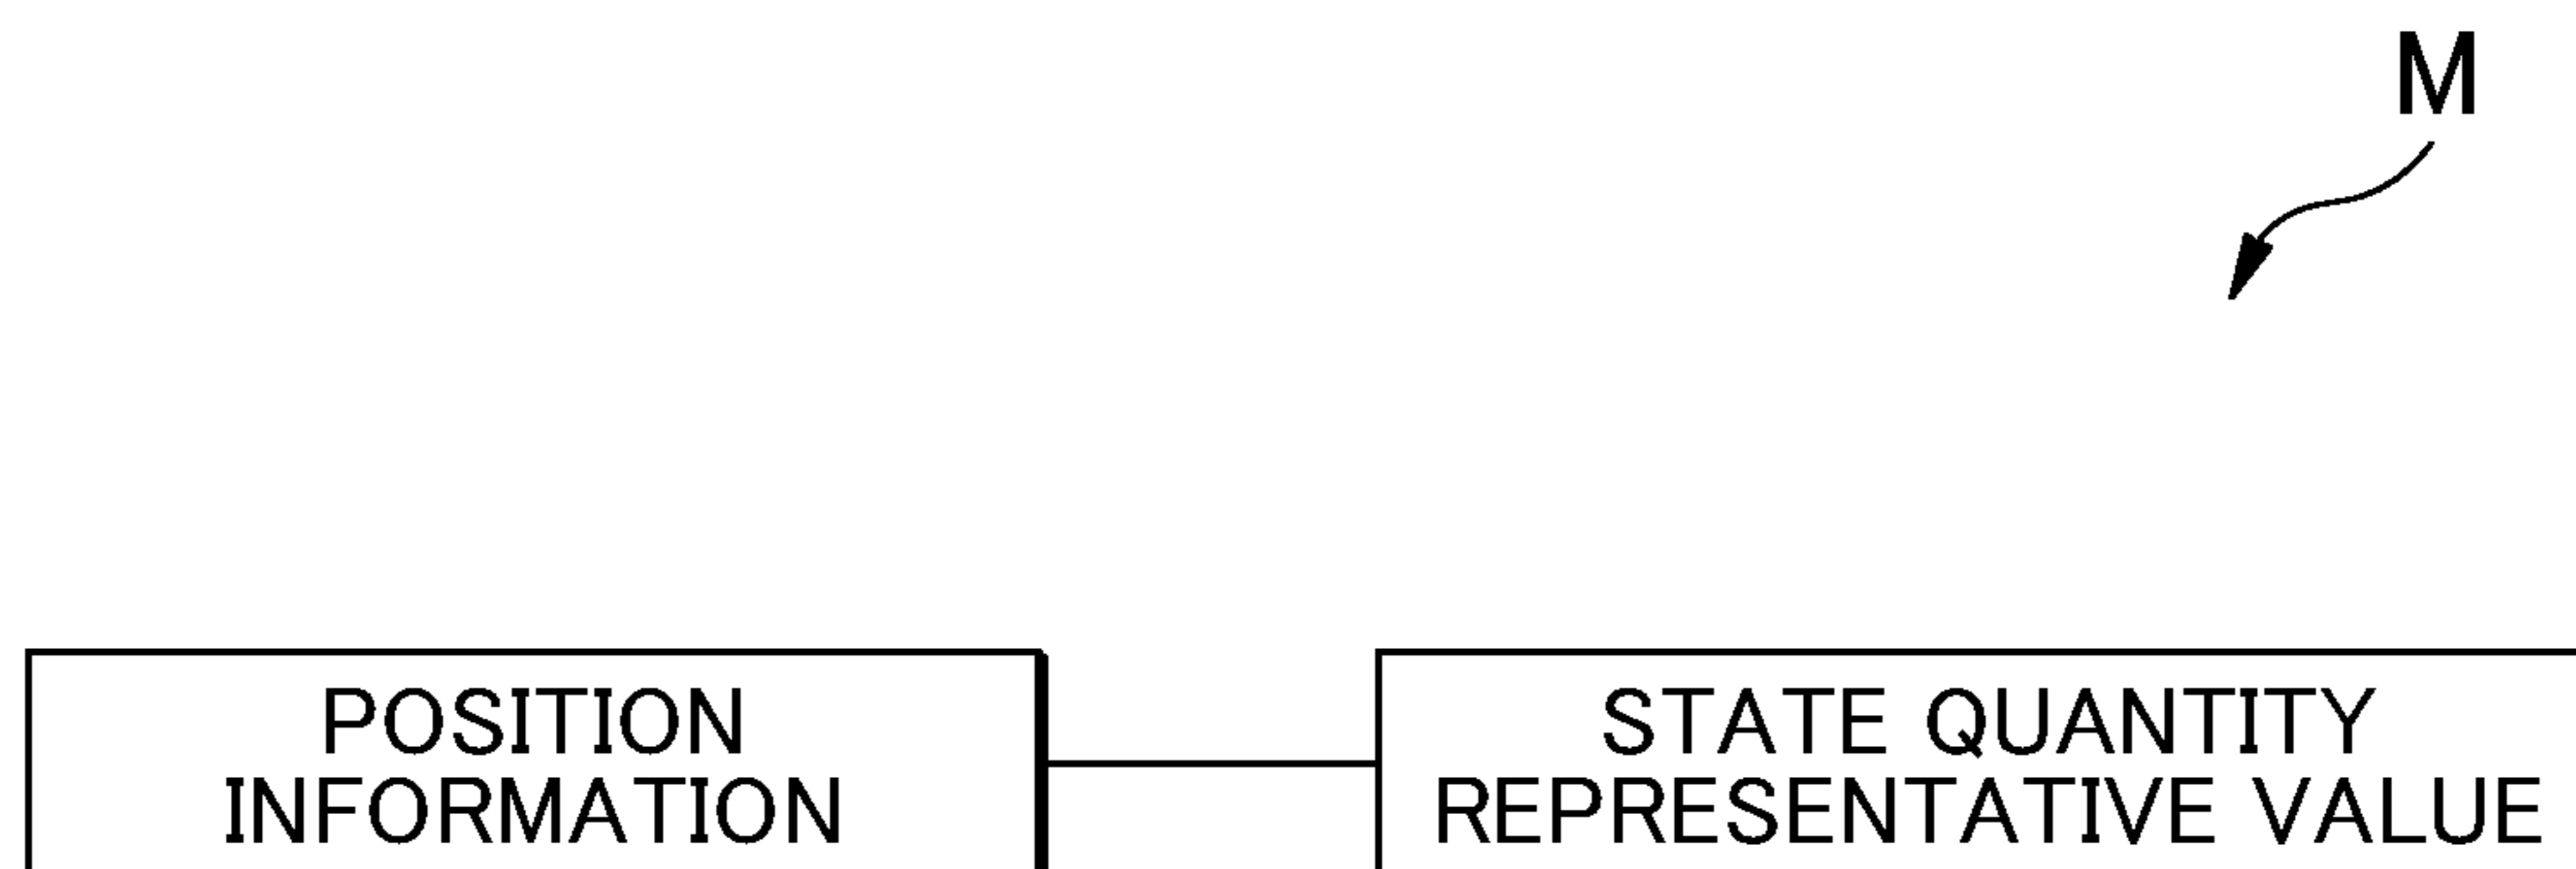 M
POSITION
INFORMATION
STATE QUANTITY
REPRESENTATIVE VALUE